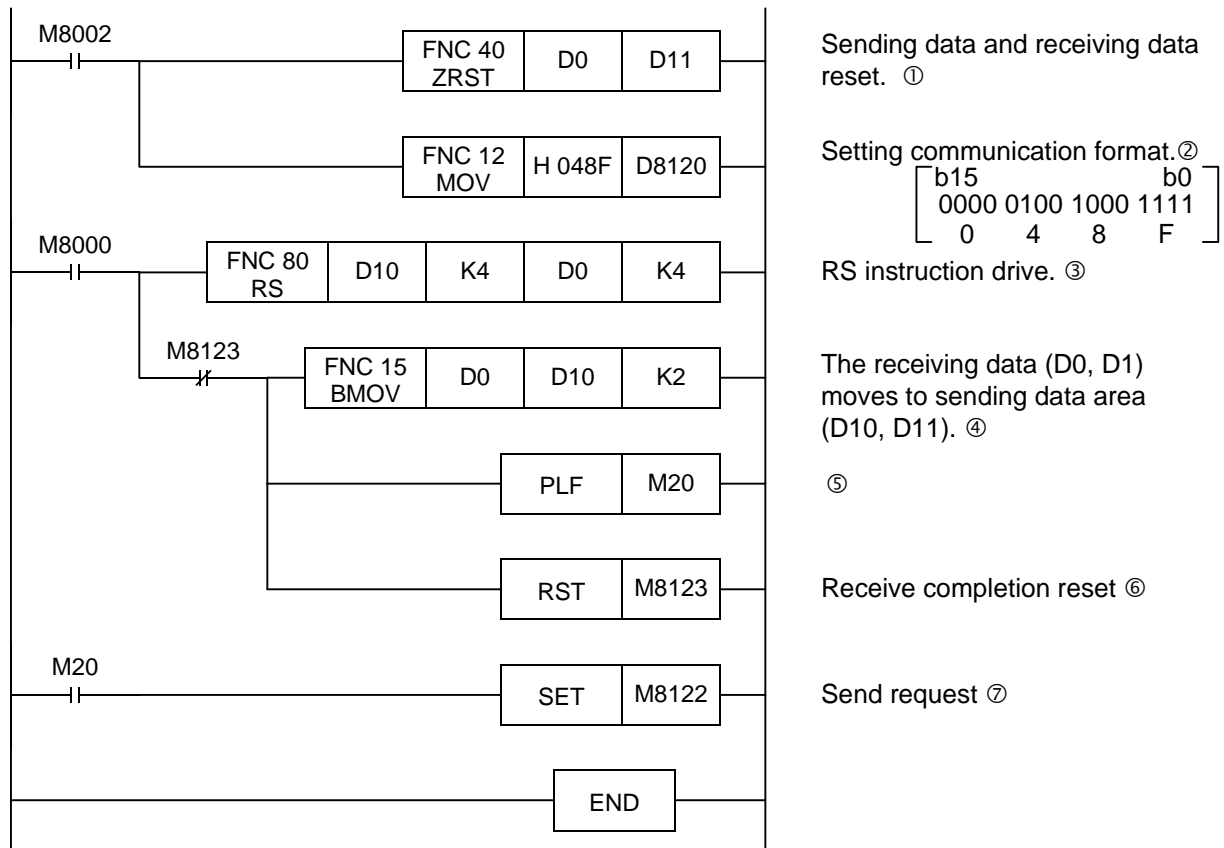 M8002
FNC 40 ZRST D0 D11
Sending data and receiving data
reset. ①
FNC 12 MOV H 048F D8120
Setting communication format.②
b15 b0
0000 0100 1000 1111
0 4 8 F
M8000
FNC 80 RS D10 K4 D0 K4
RS instruction drive. ③
M8123
FNC 15 BMOV D0 D10 K2
The receiving data (D0, D1)
moves to sending data area
(D10, D11). ④
PLF M20
⑤
RST M8123
Receive completion reset ⑥
M20
SET M8122
Send request ⑦
END